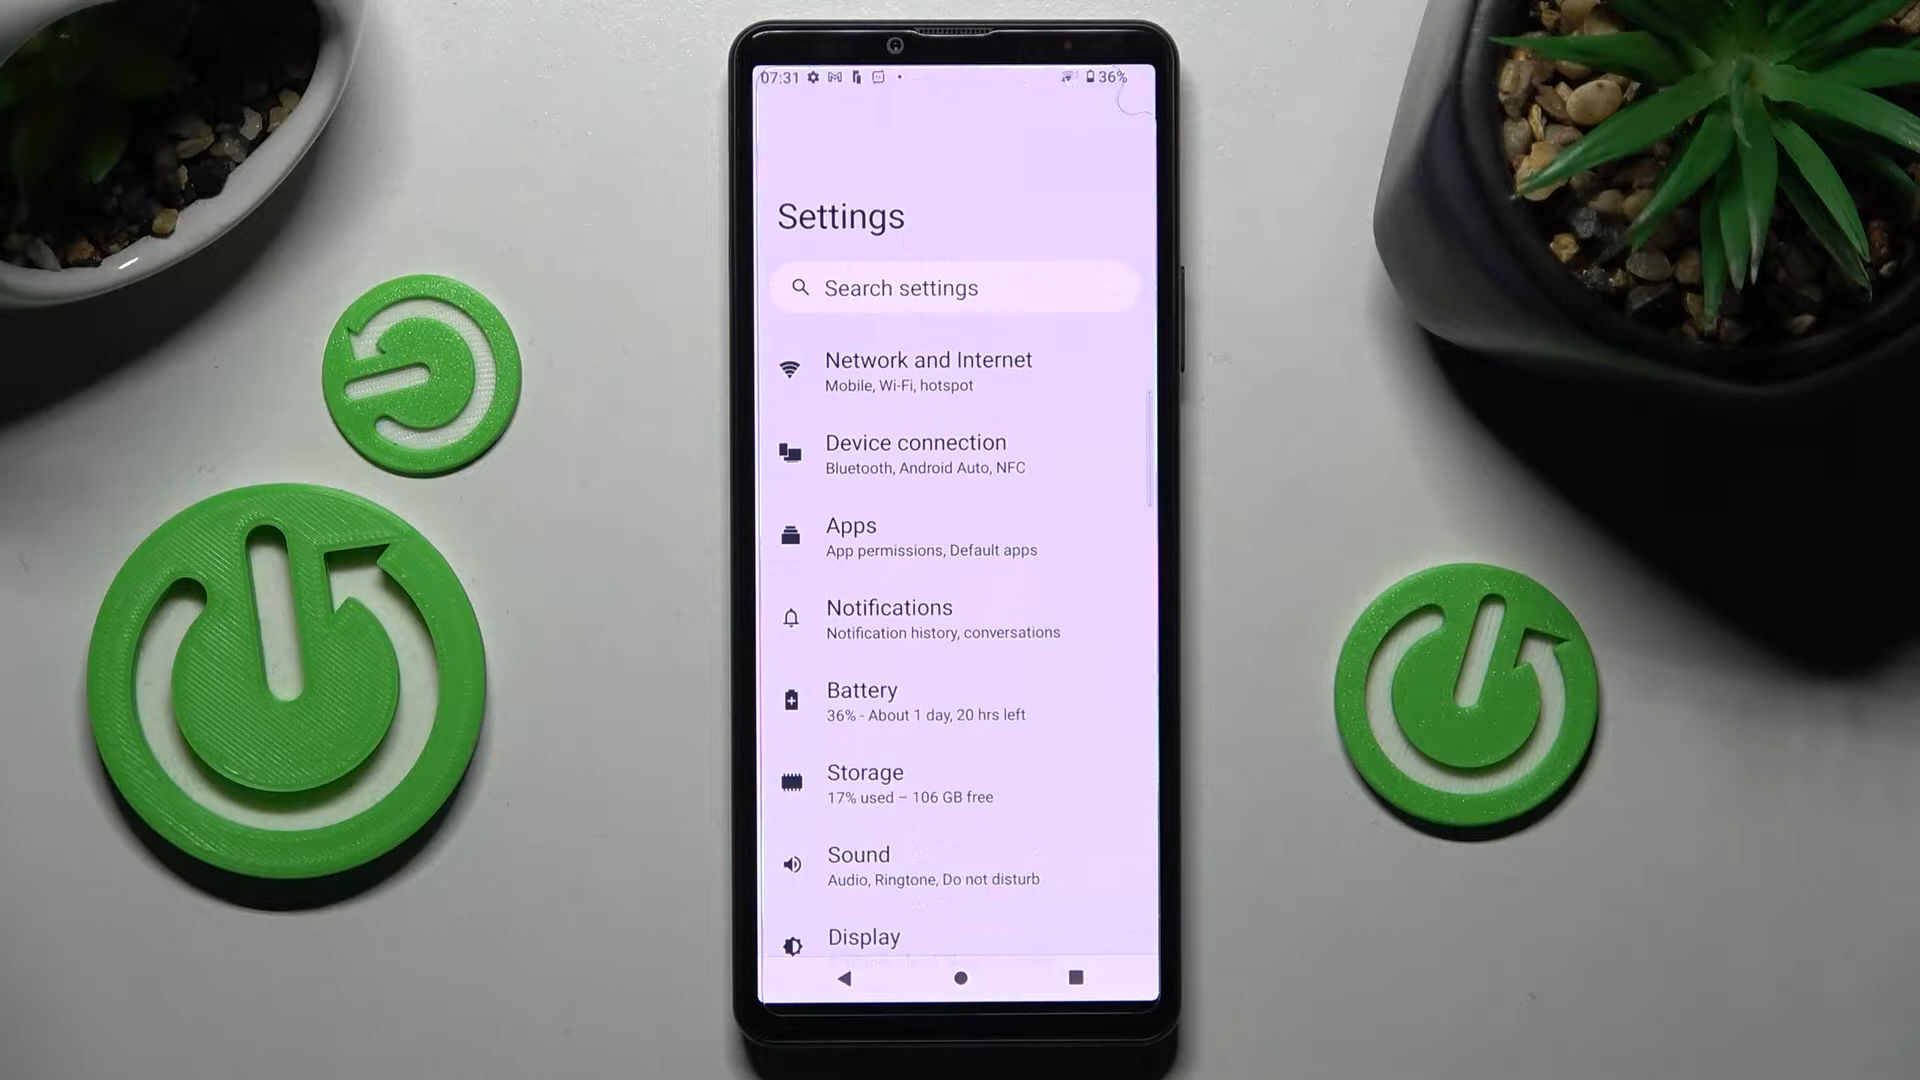 07:31 36%
Settings
Search settings
Network and Internet
Mobile, Wi-Fi, hotspot
Device connection
Bluetooth, Android Auto, NFC
Apps
App permissions, Default apps
Notifications
Notification history, conversations
Battery
36% - About 1 day, 20 hrs left
Storage
17% used – 106 GB free
Sound
Audio, Ringtone, Do not disturb
Display